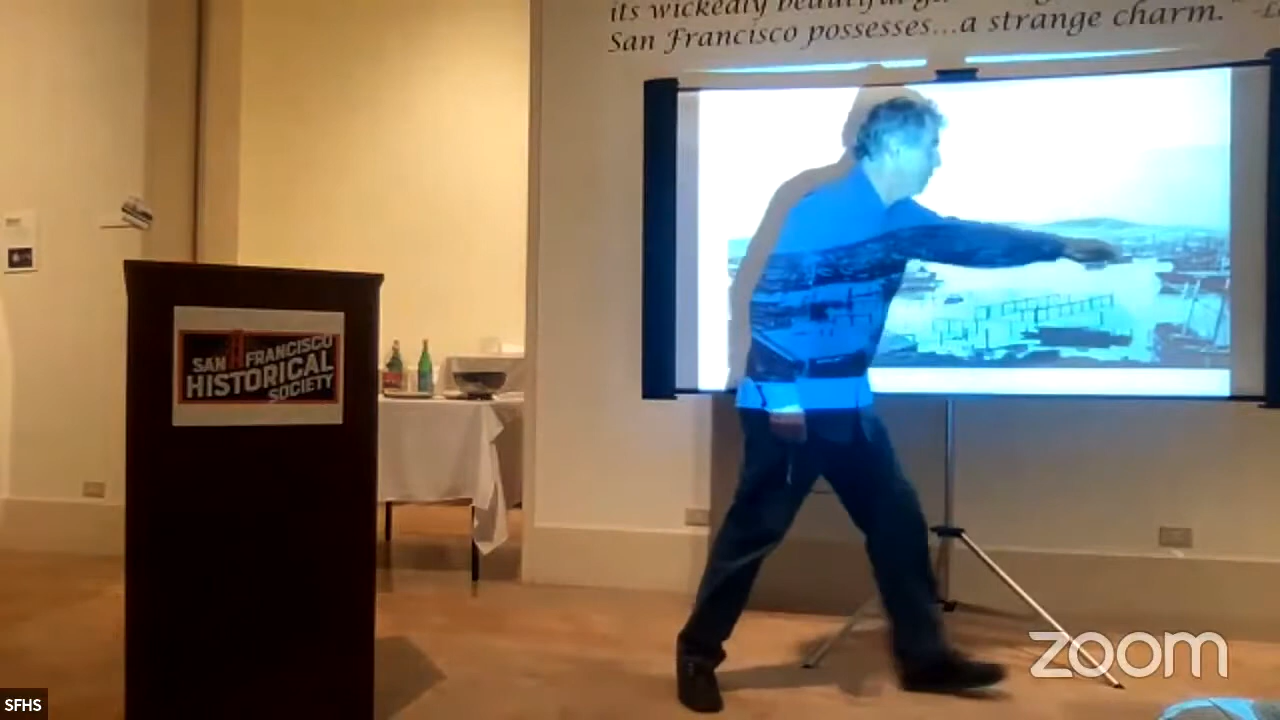 its wickedly beautiful
San Francisco possesses...a strange charm.
SAN FRANCISCO
HISTORICAL
SOCIETY
zoom
SFHS